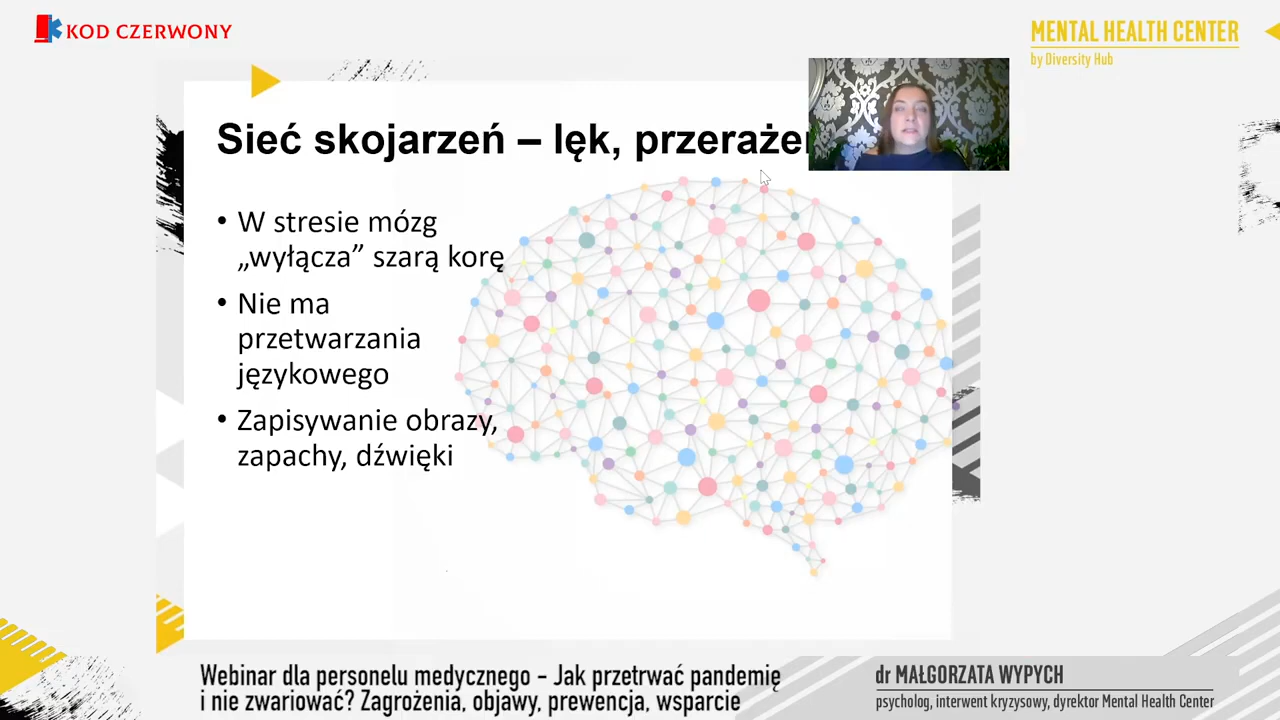 KOD CZERWONY
MENTAL HEALTH CENTER
by Diversity Hub
Sieć skojarzeń – lęk,
• W stresie mózg
„wyłącza” szarą korę
• Nie ma
przetwarzania
językowego
• Zapisywanie obrazy,
zapachy, dźwięki
Webinar dla personelu medycznego – Jak przetrwać pandemię
i nie zwariować? Zagrożenia, objawy, prewencja, wsparcie
dr MAŁGORZATA WYPYCH
psycholog, interwent kryzysowy, dyrektor Mental Health Center